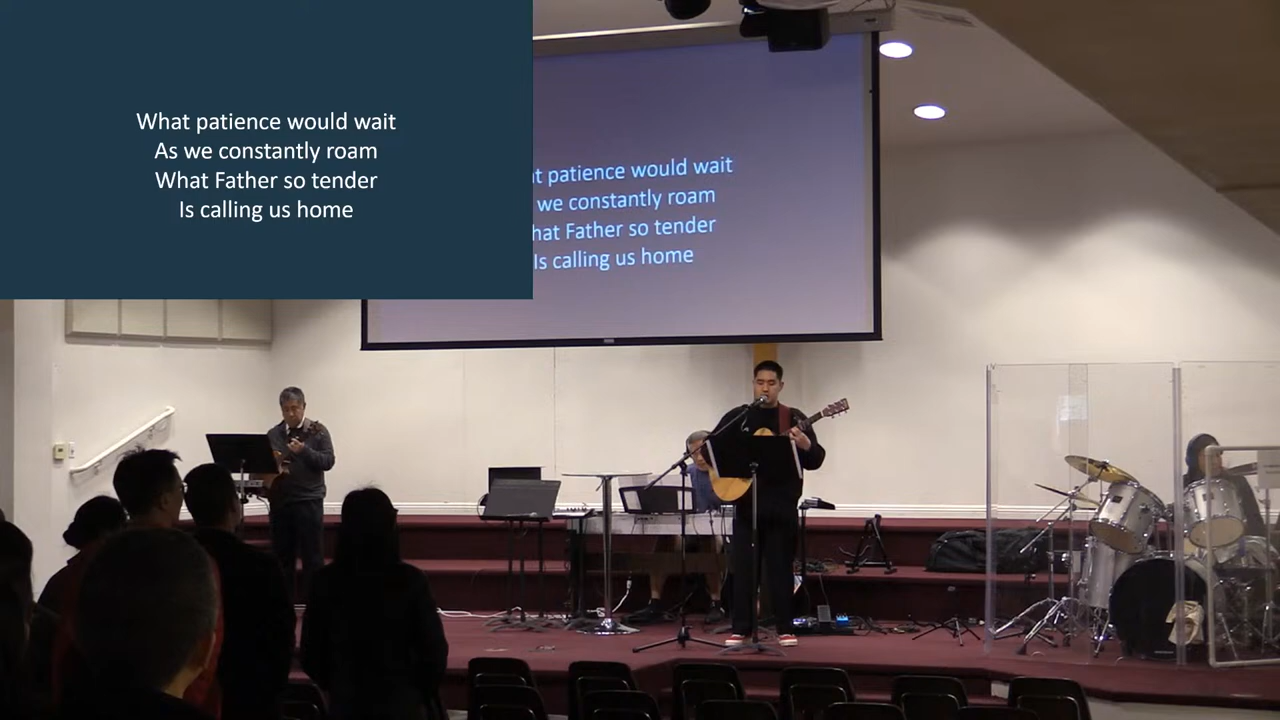 What patience would wait
As we constantly roam
What Father so tender
Is calling us home
t patience would wait
we constantly roam
hat Father so tender
Is calling us home